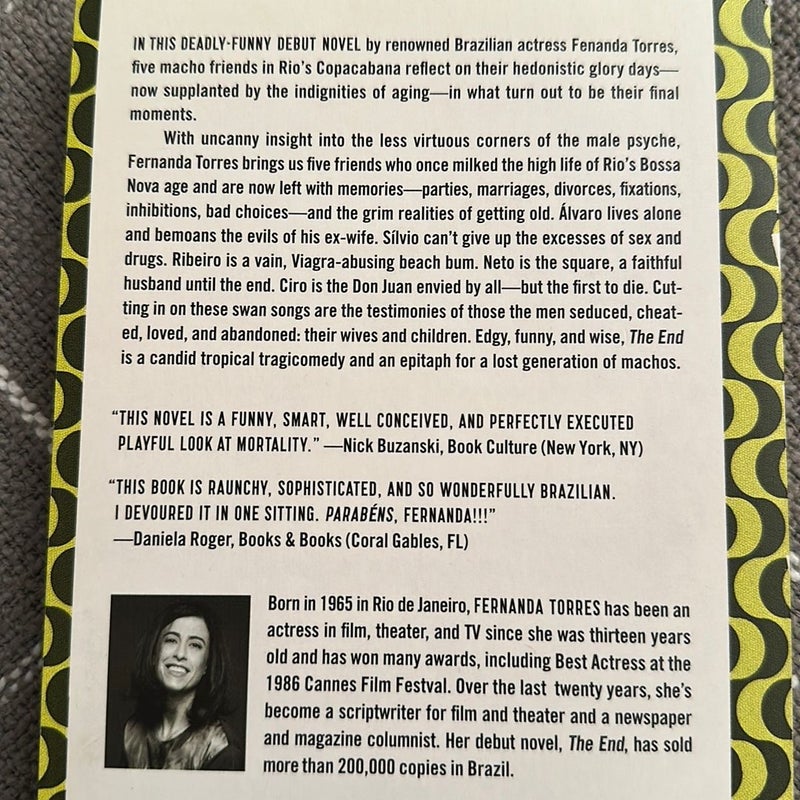 IN THIS DEADLY-FUNNY DEBUT NOVEL by renowned Brazilian actress Fenanda Torres,
five macho friends in Rio's Copacabana reflect on their hedonistic glory days—
now supplanted by the indignities of aging—in what turn out to be their final
moments.
With uncanny insight into the less virtuous corners of the male psyche,
Fernanda Torres brings us five friends who once milked the high life of Rio's Bossa
Nova age and are now left with memories—parties, marriages, divorces, fixations,
inhibitions, bad choices—and the grim realities of getting old. Álvaro lives alone
and bemoans the evils of his ex-wife. Sílvio can't give up the excesses of sex and
drugs. Ribeiro is a vain, Viagra-abusing beach bum. Neto is the square, a faithful
husband until the end. Ciro is the Don Juan envied by all—but the first to die. Cut-
ting in on these swan songs are the testimonies of those the men seduced, cheat-
ed, loved, and abandoned: their wives and children. Edgy, funny, and wise, The End
is a candid tropical tragicomedy and an epitaph for a lost generation of machos.
"THIS NOVEL IS A FUNNY, SMART, WELL CONCEIVED, AND PERFECTLY EXECUTED
PLAYFUL LOOK AT MORTALITY." —Nick Buzanski, Book Culture (New York, NY)
"THIS BOOK IS RAUNCHY, SOPHISTICATED, AND SO WONDERFULLY BRAZILIAN.
I DEVOURED IT IN ONE SITTING. PARABÉNS, FERNANDA!!!"
—Daniela Roger, Books & Books (Coral Gables, FL)
Born in 1965 in Rio de Janeiro, FERNANDA TORRES has been an
actress in film, theater, and TV since she was thirteen years
old and has won many awards, including Best Actress at the
1986 Cannes Film Festval. Over the last twenty years, she's
become a scriptwriter for film and theater and a newspaper
and magazine columnist. Her debut novel, The End, has sold
more than 200,000 copies in Brazil.